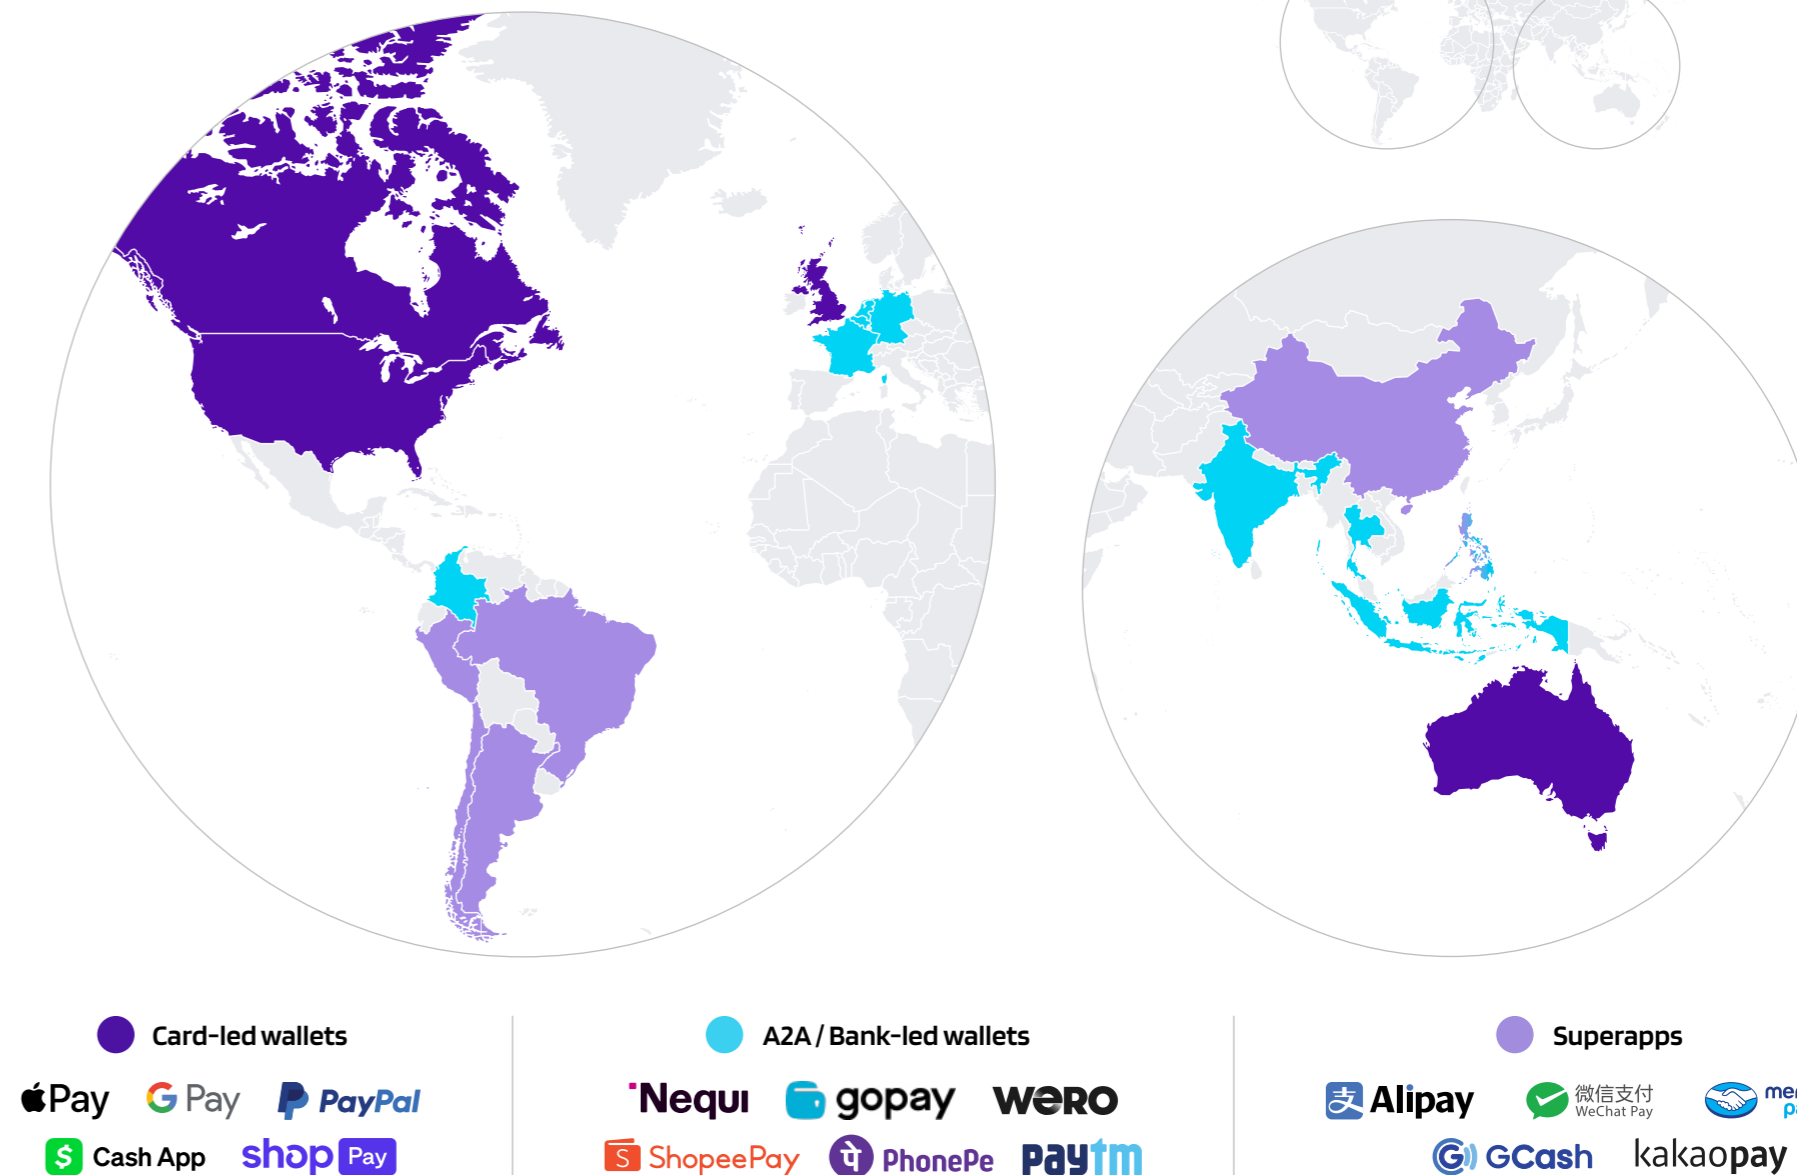 Card-led wallets
Pay
G Pay
PayPal
$ Cash App
shop Pay
A2A / Bank-led wallets
Nequi
gopay
wero
S ShopeePay
पे PhonePe
paytm
Superapps
支 Alipay
微信支付
WeChat Pay
GCash
kakaopay